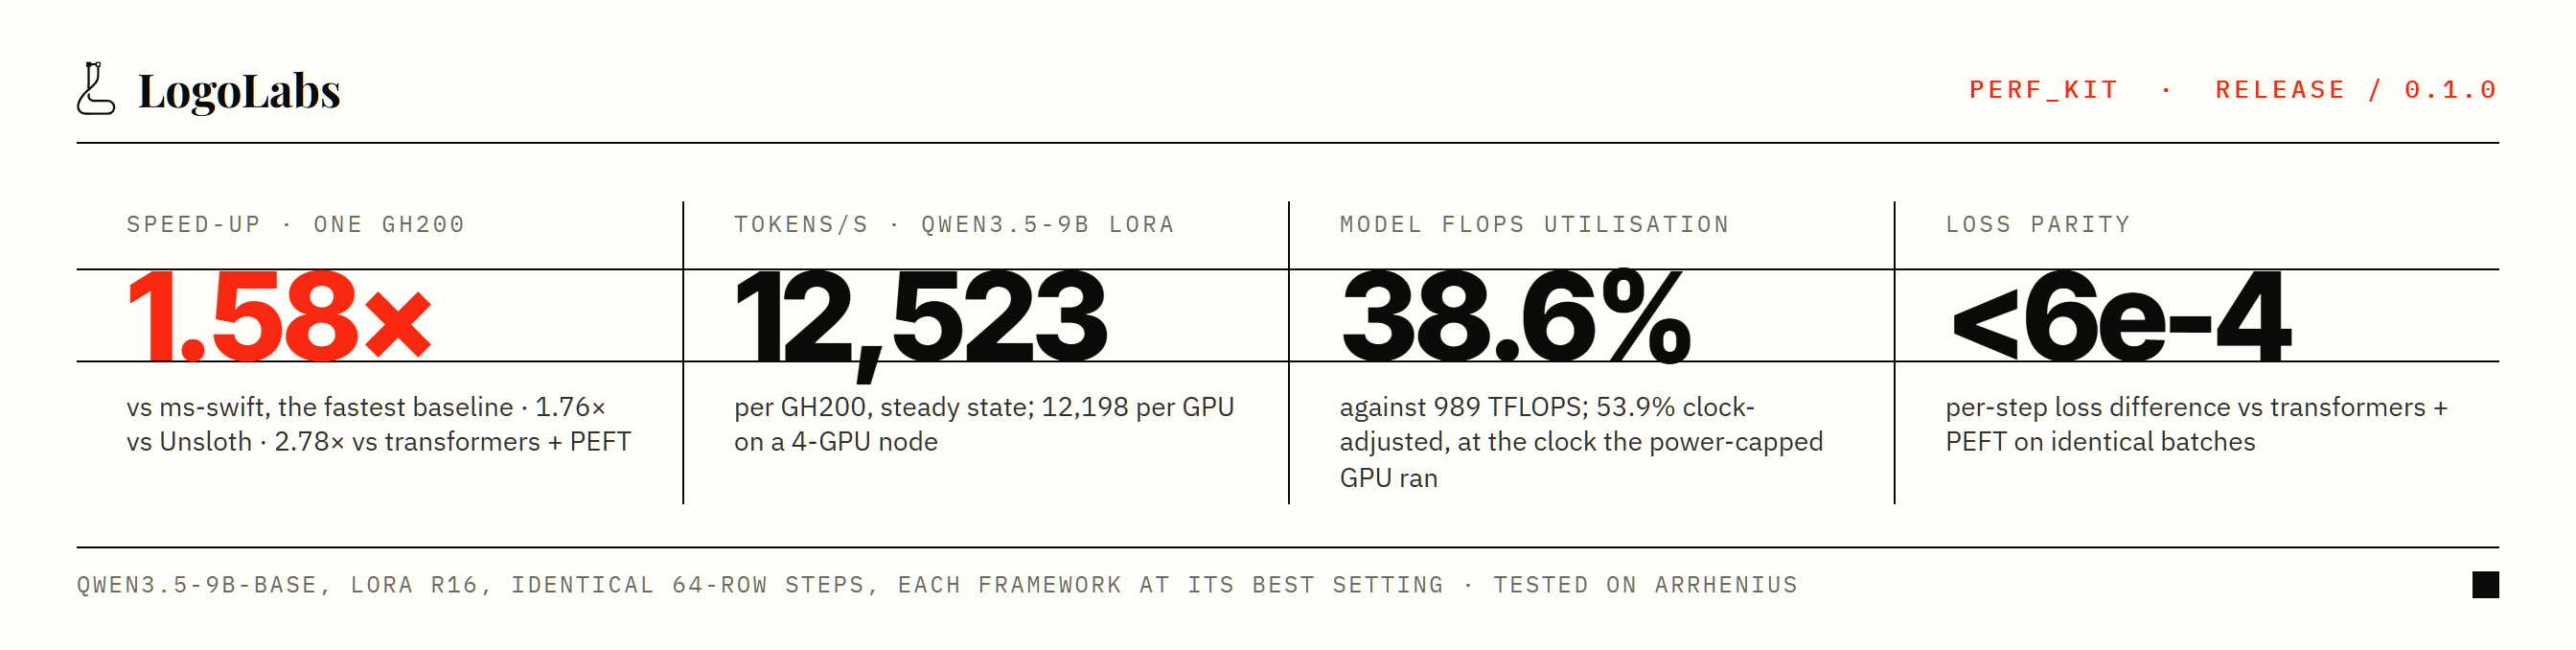 LogoLabs
PERF_KIT · RELEASE / 0.1.0
SPEED-UP · ONE GH200
1.58×
vs ms-swift, the fastest baseline · 1.76×
vs Unsloth · 2.78× vs transformers + PEFT
TOKENS/S · QWEN3.5-9B LORA
12,523
per GH200, steady state; 12,198 per GPU
on a 4-GPU node
MODEL FLOPS UTILISATION
38.6%
against 989 TFLOPS; 53.9% clock-
adjusted, at the clock the power-capped
GPU ran
LOSS PARITY
<6e-4
per-step loss difference vs transformers +
PEFT on identical batches
QWEN3.5-9B-BASE, LORA R16, IDENTICAL 64-ROW STEPS, EACH FRAMEWORK AT ITS BEST SETTING · TESTED ON ARRHENIUS